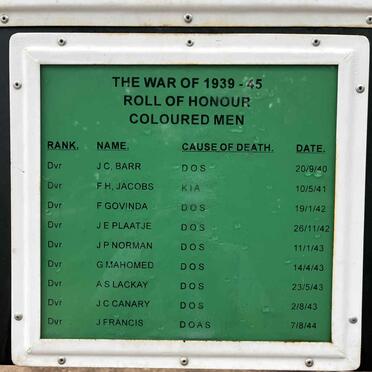 THE WAR OF 1939 - 45
ROLL OF HONOUR
COLOURED MEN
RANK. NAME. CAUSE OF DEATH. DATE.
Dvr J C, BARR D O S 20/9/40
Dvr F H, JACOBS K I A 10/5/41
Dvr F GOVINDA D O S 19/1/42
Dvr J E PLAATJE D O S 26/11/42
Dvr J P NORMAN D O S 11/1/43
Dvr G MAHOMED D O S 14/4/43
Dvr A S LACKAY D O S 23/5/43
Dvr J C CANARY D O S 2/8/43
Dvr J FRANCIS D O A S 7/8/44